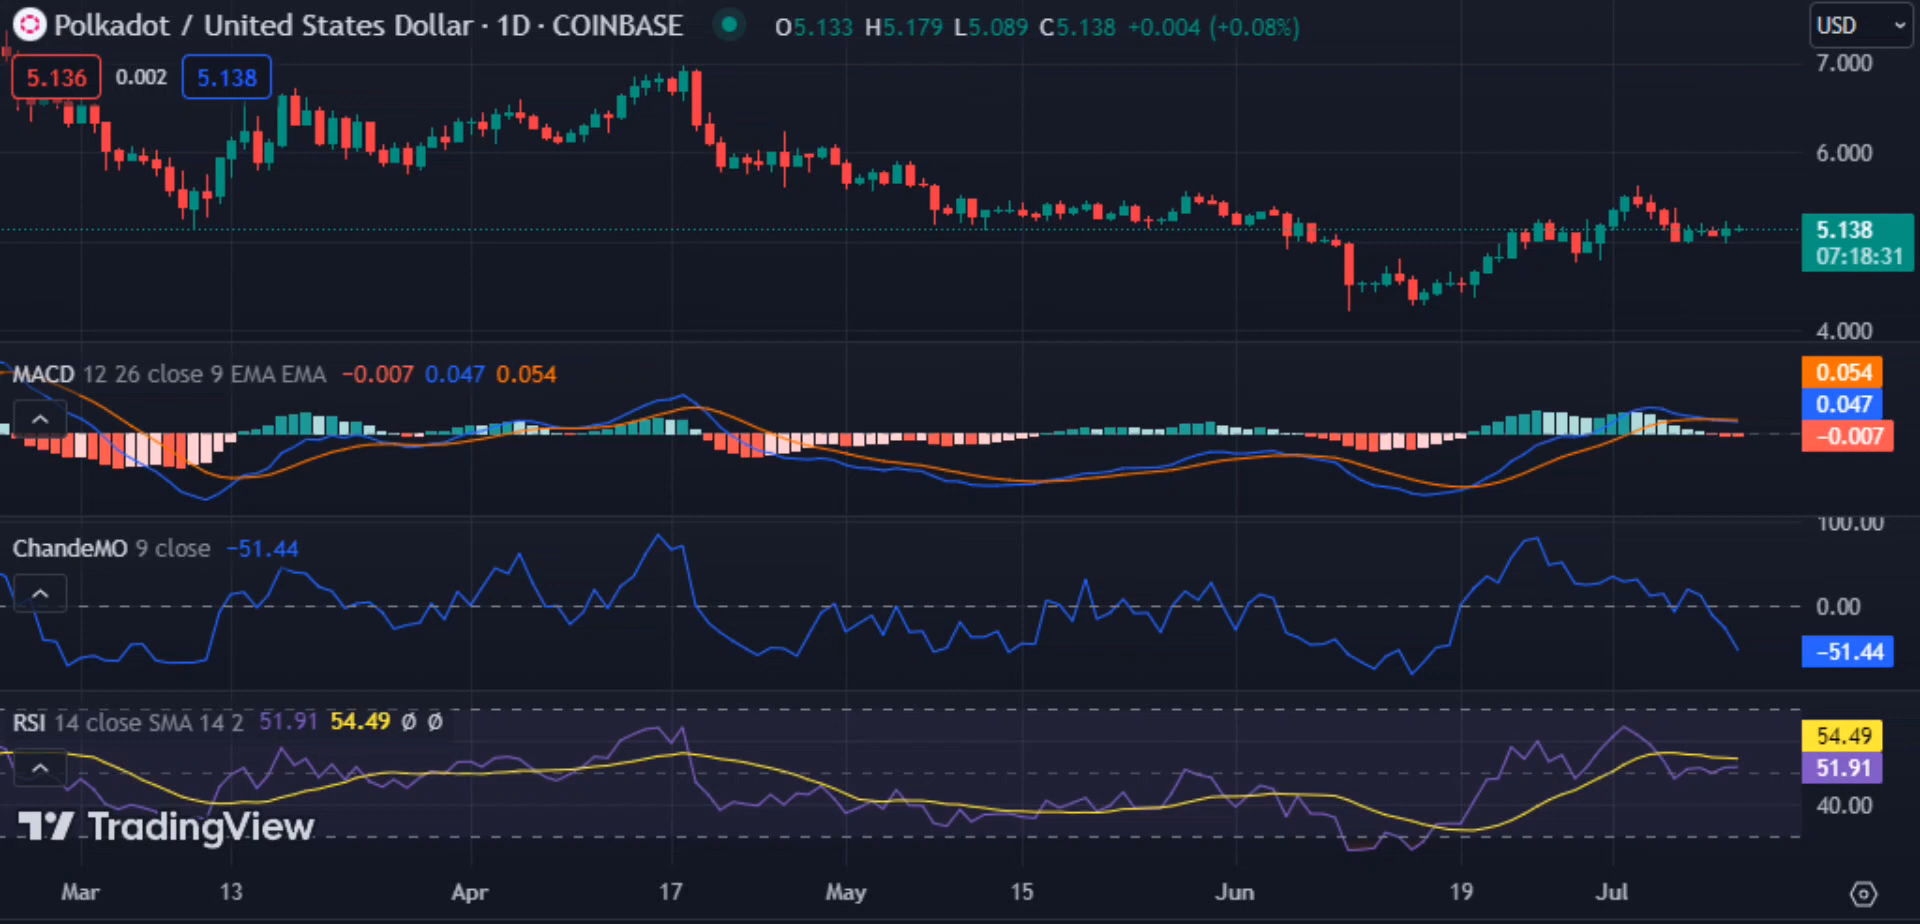 Polkadot / United States Dollar · 1D · COINBASE O5.133 H5.179 L5.089 C5.138 +0.004 (+0.08%)
USD
5.136 0.002 5.138
7.000
6.000
5.138
07:18:31
4.000
MACD 12 26 close 9 EMA EMA −0.007 0.047 0.054
0.054
0.047
−0.007
100.00
ChandeMO 9 close −51.44
0.00
−51.44
RSI 14 close SMA 14 2 51.91 54.49 Ø Ø
54.49
51.91
40.00
TradingView
Mar 13 Apr 17 May 15 Jun 19 Jul